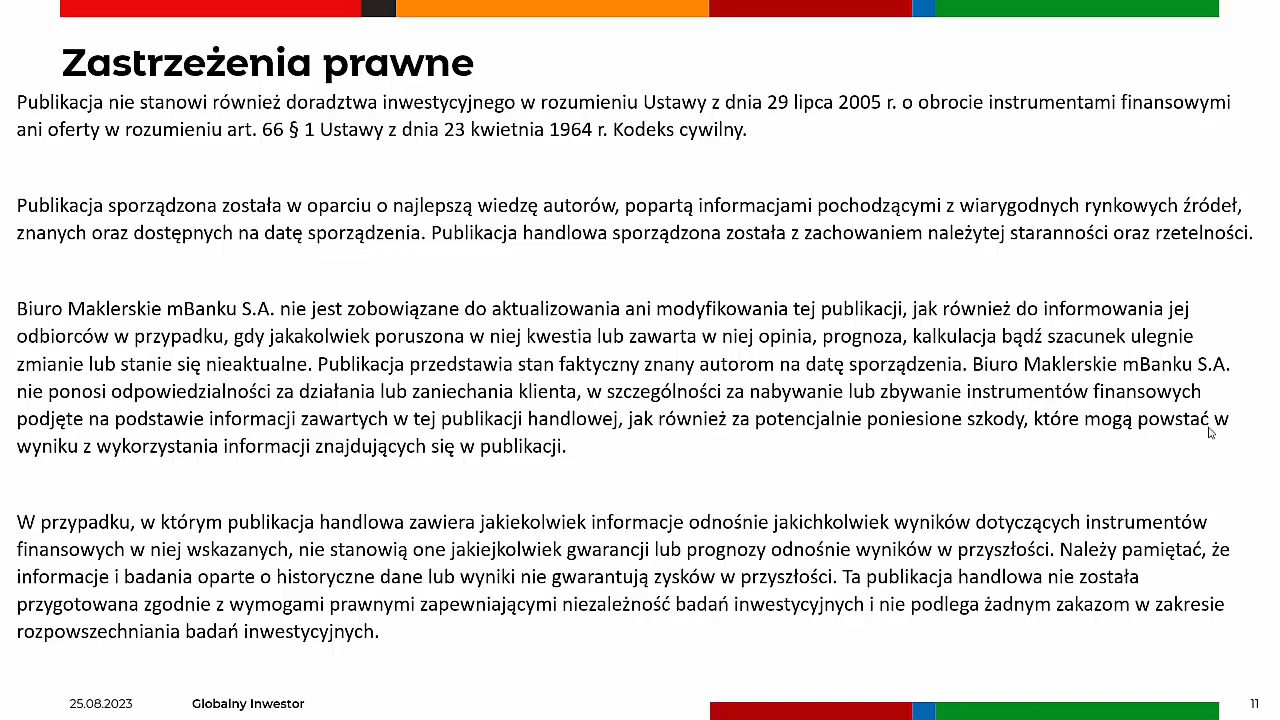 Zastrzeżenia prawne
Publikacja nie stanowi również doradztwa inwestycyjnego w rozumieniu Ustawy z dnia 29 lipca 2005 r. o obrocie instrumentami finansowymi
ani oferty w rozumieniu art. 66 § 1 Ustawy z dnia 23 kwietnia 1964 r. Kodeks cywilny.
Publikacja sporządzona została w oparciu o najlepszą wiedzę autorów, popartą informacjami pochodzącymi z wiarygodnych rynkowych źródeł,
znanych oraz dostępnych na datę sporządzenia. Publikacja handlowa sporządzona została z zachowaniem należytej staranności oraz rzetelności.
Biuro Maklerskie mBanku S.A. nie jest zobowiązane do aktualizowania ani modyfikowania tej publikacji, jak również do informowania jej
odbiorców w przypadku, gdy jakakolwiek poruszona w niej kwestia lub zawarta w niej opinia, prognoza, kalkulacja bądź szacunek ulegnie
zmianie lub stanie się nieaktualne. Publikacja przedstawia stan faktyczny znany autorom na datę sporządzenia. Biuro Maklerskie mBanku S.A.
nie ponosi odpowiedzialności za działania lub zaniechania klienta, w szczególności za nabywanie lub zbywanie instrumentów finansowych
podjęte na podstawie informacji zawartych w tej publikacji handlowej, jak również za potencjalnie poniesione szkody, które mogą powstać w
wyniku z wykorzystania informacji znajdujących się w publikacji.
W przypadku, w którym publikacja handlowa zawiera jakiekolwiek informacje odnośnie jakichkolwiek wyników dotyczących instrumentów
finansowych w niej wskazanych, nie stanowią one jakiejkolwiek gwarancji lub prognozy odnośnie wyników w przyszłości. Należy pamiętać, że
informacje i badania oparte o historyczne dane lub wyniki nie gwarantują zysków w przyszłości. Ta publikacja handlowa nie została
przygotowana zgodnie z wymogami prawnymi zapewniającymi niezależność badań inwestycyjnych i nie podlega żadnym zakazom w zakresie
rozpowszechniania badań inwestycyjnych.
25.08.2023 Globalny Inwestor 11